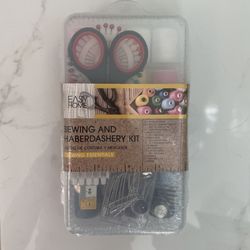 EASY
HOME
SEWING AND
HABERDASHERY KIT
SEWING ESSENTIALS